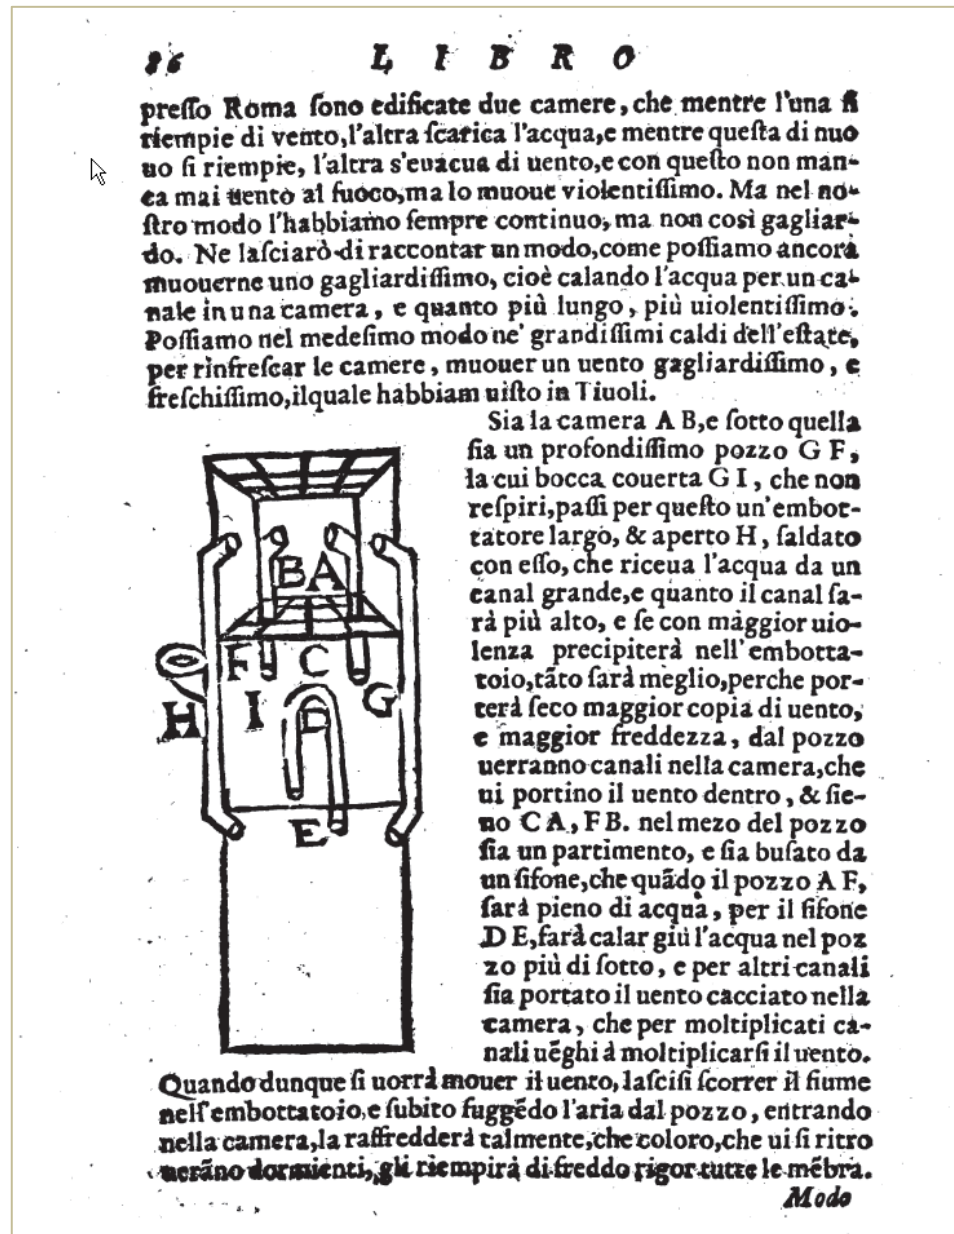 86 L I B R O
presso Roma sono edificate due camere, che mentre l'una si
riempie di vento, l'altra scarica l'acqua, e mentre questa di nuo
uo si riempie, l'altra s'euacua di uento, e con questo non man-
ca mai uento al fuoco, ma lo muoue violentissimo. Ma nel no-
stro modo l'habbiamo sempre continuo, ma non così gagliar-
do. Ne lasciarò di raccontar un modo, come possiamo ancora
muouerne uno gagliardissimo, cioè calando l'acqua per un ca-
nale in una camera, e quanto più lungo, più uiolentissimo.
Possiamo nel medesimo modo ne' grandissimi caldi dell'estate,
per rinfrescar le camere, muouer un uento gagliardissimo, e
freschissimo, ilquale habbiam uisto in Tiuoli.
Sia la camera A B, e sotto quella
sia un profondissimo pozzo G F,
la cui bocca couerta G I, che non
respiri, passi per questo un'embot-
tatore largo, & aperto H, saldato
con esso, che riceua l'acqua da un
canal grande, e quanto il canal sa-
rà più alto, e se con màggior uio-
lenza precipiterà nell'embotta-
toio, tāto sarà meglio, perche por-
terà seco maggior copia di uento,
e maggior freddezza, dal pozzo
uerranno canali nella camera, che
ui portino il uento dentro, & sie-
no C A, F B. nel mezo del pozzo
sia un partimento, e sia busato da
un sifone, che quādo il pozzo A F,
sarà pieno di acqua, per il sifone
D E, farà calar giù l'acqua nel poz
zo più di sotto, e per altri canali
sia portato il uento cacciato nella
camera, che per moltiplicati ca-
nali uēghi à moltiplicarsi il uento.
B A
F C
H I D G
E
Quando dunque si uorrà mouer il uento, lascisi scorrer il fiume
nell'embottatoio, e subito fuggēdo l'aria dal pozzo, entrando
nella camera, la raffredderà talmente, che coloro, che ui si ritro
uerāno dormienti, gli riempirà di freddo rigor tutte le mēbra.
Modo